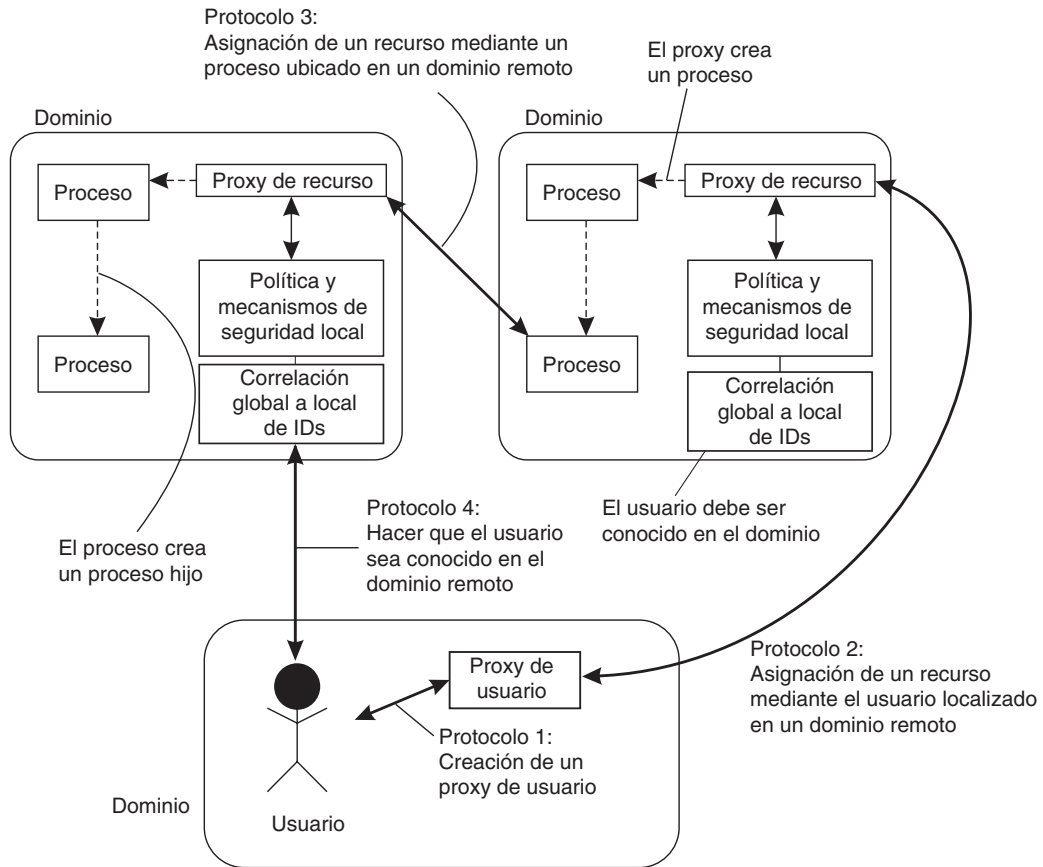 Protocolo 3:
Asignación de un recurso mediante un
proceso ubicado en un dominio remoto
El proxy crea
un proceso
Dominio
Proceso
Proxy de recurso
Política y
mecanismos de
seguridad local
Proceso
Correlación
global a local
de IDs
Dominio
Proceso
Proxy de recurso
Política y
mecanismos de
seguridad local
Proceso
Correlación
global a local
de IDs
El proceso crea
un proceso hijo
Protocolo 4:
Hacer que el usuario
sea conocido en el
dominio remoto
El usuario debe ser
conocido en el dominio
Proxy de
usuario
Protocolo 2:
Asignación de un recurso
mediante el usuario localizado
en un dominio remoto
Protocolo 1:
Creación de un
proxy de usuario
Dominio
Usuario